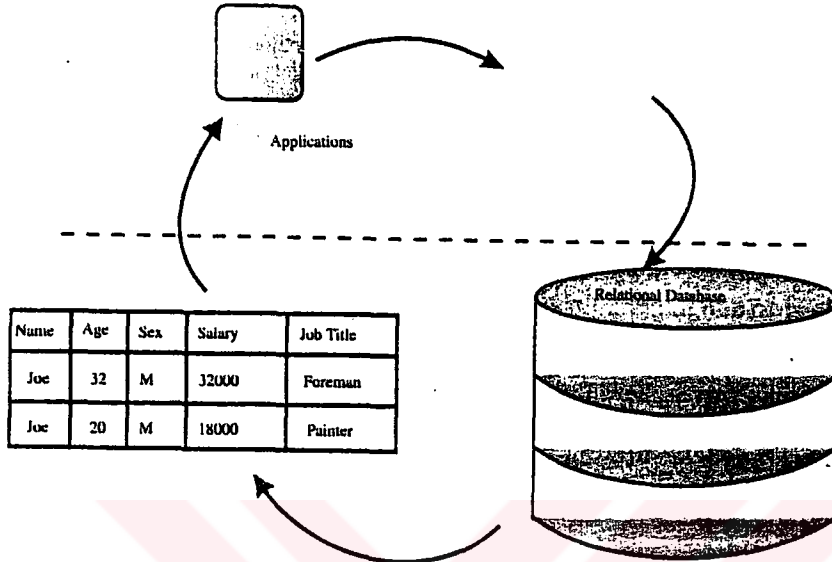 Applications
Relational Database
Name Age Sex Salary Job Title
Joe 32 M 32000 Foreman
Joe 20 M 18000 Painter